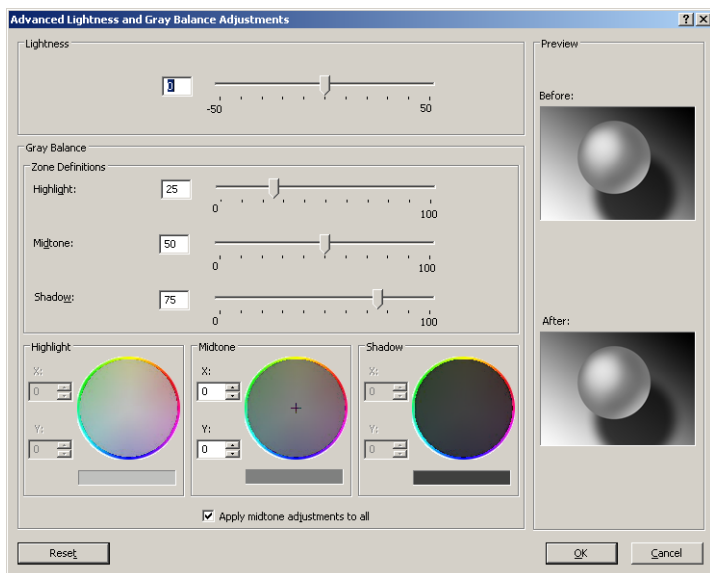 Advanced Lightness and Gray Balance Adjustments
Lightness
0
-50 50
Gray Balance
Zone Definitions
Highlight: 25
0 100
Midtone: 50
0 100
Shadow: 75
0 100
Highlight
X:
0
Y:
0
Midtone
X:
0
Y:
0
Shadow
X:
0
Y:
0
Apply midtone adjustments to all
Preview
Before:
After:
Reset
OK
Cancel